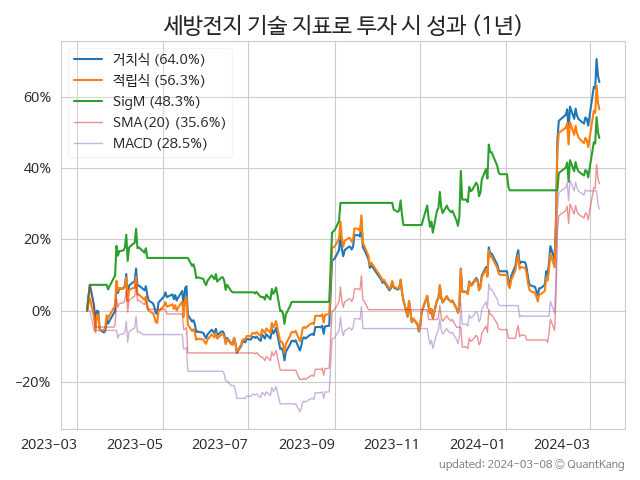 세방전지 기술 지표로 투자 시 성과 (1년)
거치식 (64.0%)
적립식 (56.3%)
SigM (48.3%)
SMA(20) (35.6%)
MACD (28.5%)
60%
40%
20%
0%
−20%
2023−03 2023−05 2023−07 2023−09 2023−11 2024−01 2024−03
updated: 2024-03-08 © QuantKang